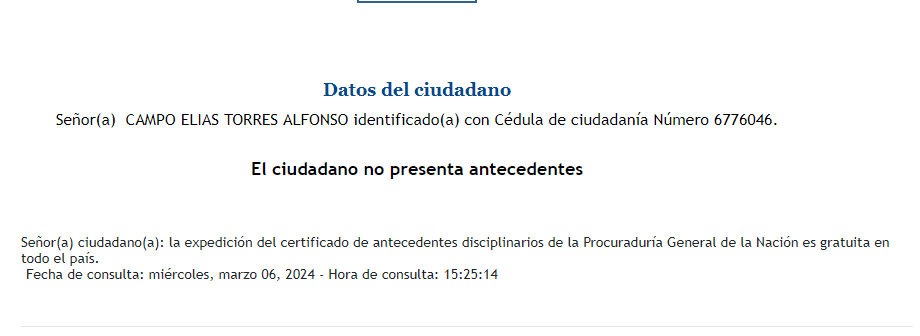 Datos del ciudadano
Señor(a) CAMPO ELIAS TORRES ALFONSO identificado(a) con Cédula de ciudadanía Número 6776046.
El ciudadano no presenta antecedentes
Señor(a) ciudadano(a): la expedición del certificado de antecedentes disciplinarios de la Procuraduría General de la Nación es gratuita en
todo el país.
Fecha de consulta: miércoles, marzo 06, 2024 - Hora de consulta: 15:25:14